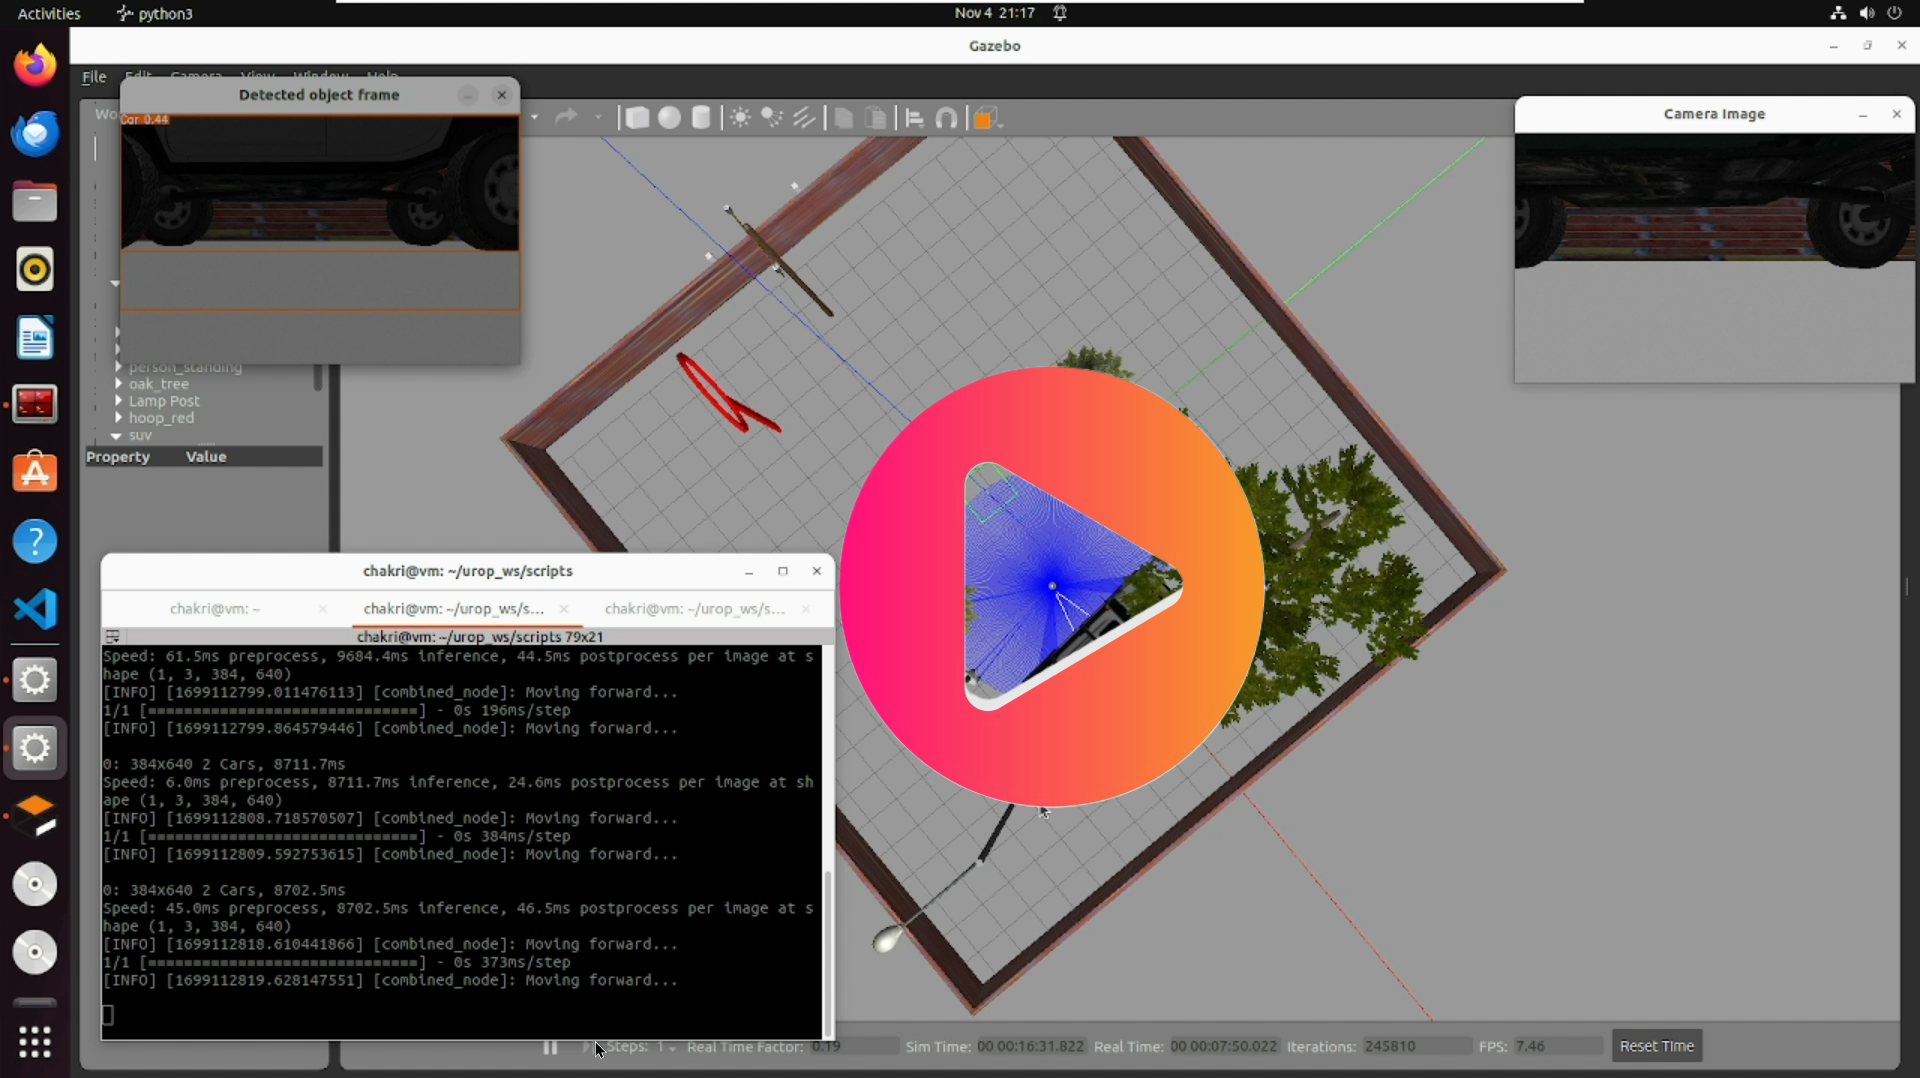 Activities
python3
Nov 4 21:17
Gazebo
File Edit Camera View Window Help
Detected object frame
Wo
Car 0.44
Camera Image
person_standing
oak_tree
Lamp Post
hoop_red
suv
Property Value
chakri@vm: ~/urop_ws/scripts
chakri@vm: ~
chakri@vm: ~/urop_ws/s...
chakri@vm: ~/urop_ws/s...
chakri@vm: ~/urop_ws/scripts 79x21
Speed: 61.5ms preprocess, 9684.4ms inference, 44.5ms postprocess per image at s
hape (1, 3, 384, 640)
[INFO] [1699112799.011476113] [combined_node]: Moving forward...
1/1 [==============================] - 0s 196ms/step
[INFO] [1699112799.864579446] [combined_node]: Moving forward...
0: 384x640 2 Cars, 8711.7ms
Speed: 6.0ms preprocess, 8711.7ms inference, 24.6ms postprocess per image at sh
ape (1, 3, 384, 640)
[INFO] [1699112808.718570507] [combined_node]: Moving forward...
1/1 [==============================] - 0s 384ms/step
[INFO] [1699112809.592753615] [combined_node]: Moving forward...
0: 384x640 2 Cars, 8702.5ms
Speed: 45.0ms preprocess, 8702.5ms inference, 46.5ms postprocess per image at s
hape (1, 3, 384, 640)
[INFO] [1699112818.610441866] [combined_node]: Moving forward...
1/1 [==============================] - 0s 373ms/step
[INFO] [1699112819.628147551] [combined_node]: Moving forward...
Steps: 1 Real Time Factor: 0.19 Sim Time: 00 00:16:31.822 Real Time: 00 00:07:50.022 Iterations: 245810 FPS: 7.46 Reset Time